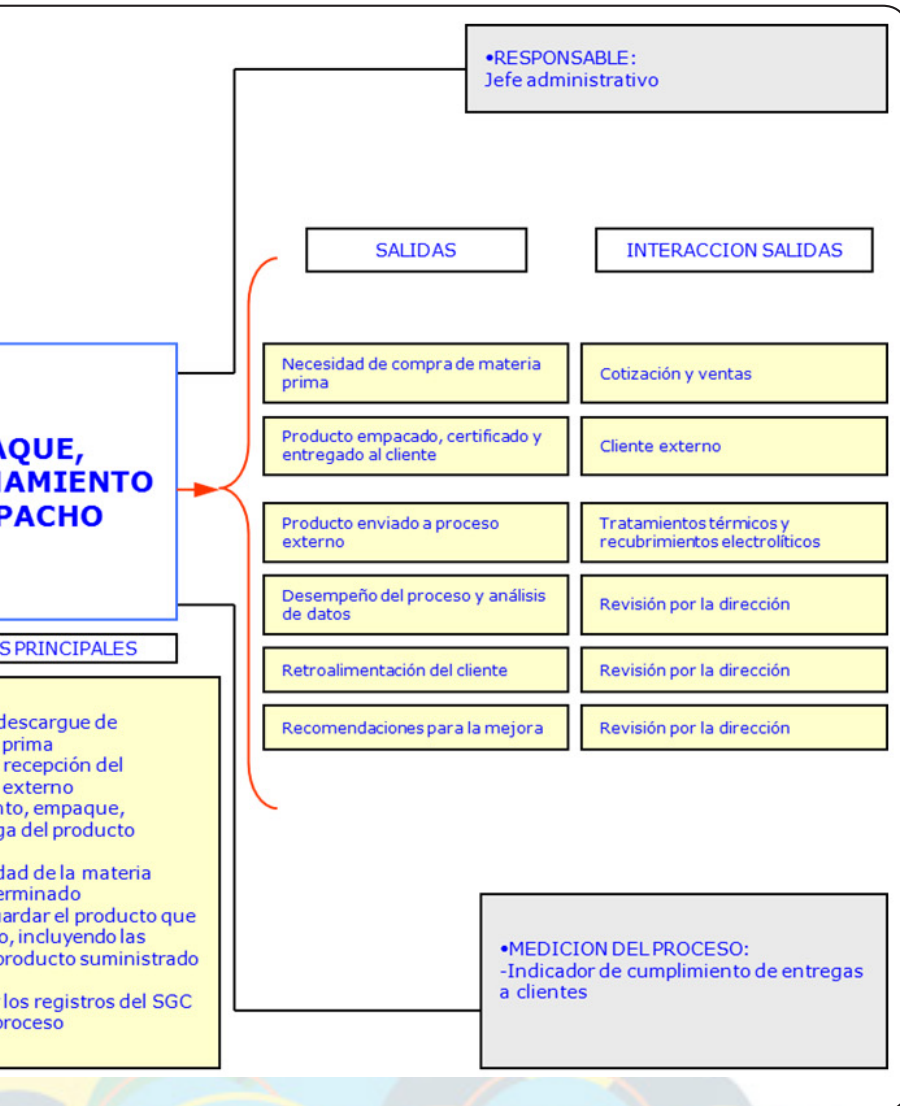 •RESPONSABLE:
Jefe administrativo
SALIDAS
INTERACCION SALIDAS
Necesidad de compra de materia
prima
Cotización y ventas
Producto empacado, certificado y
entregado al cliente
Cliente externo
Producto enviado a proceso
externo
Tratamientos térmicos y
recubrimientos electrolíticos
Desempeño del proceso y análisis
de datos
Revisión por la dirección
Retroalimentación del cliente
Revisión por la dirección
Recomendaciones para la mejora
Revisión por la dirección
AQUE,
AMIENTO
PACHO
S PRINCIPALES
descargue de
prima
recepción del
externo
nto, empaque,
ga del producto
dad de la materia
erminado
uardar el producto que
o, incluyendo las
producto suministrado
los registros del SGC
proceso
•MEDICION DEL PROCESO:
-Indicador de cumplimiento de entregas
a clientes